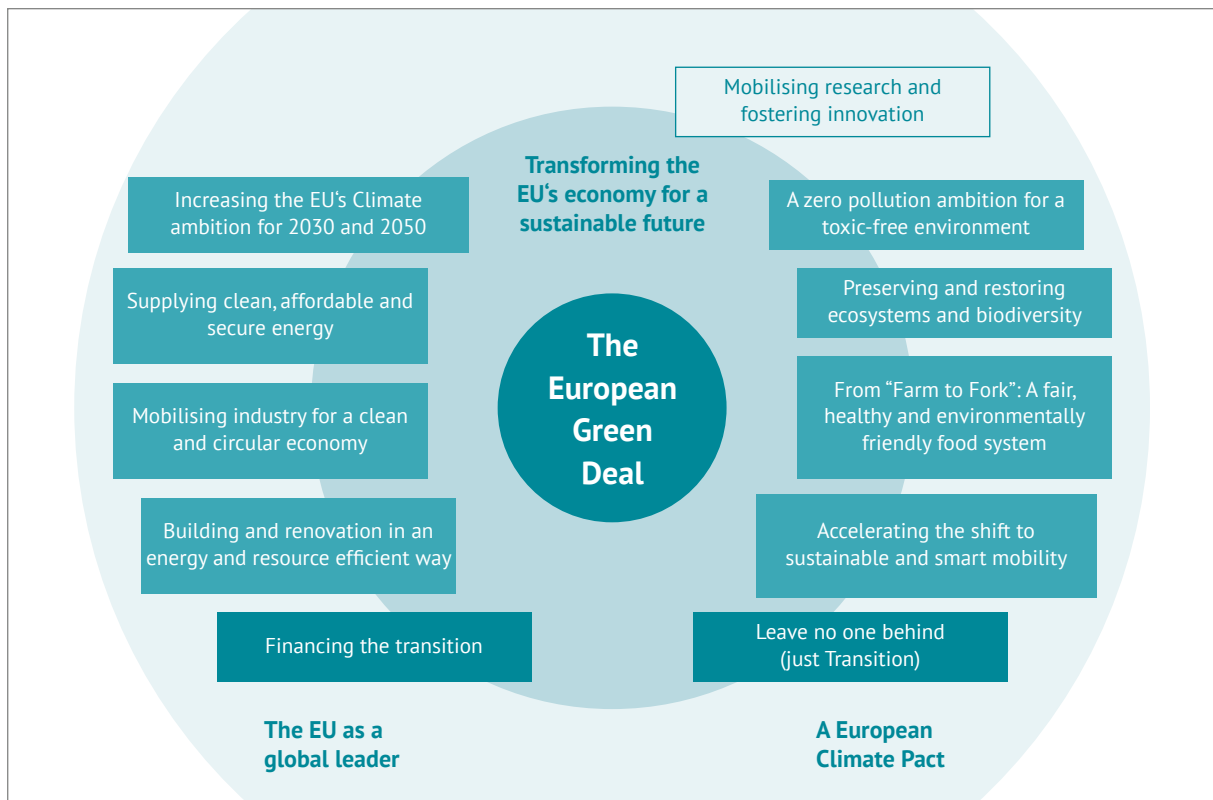 Mobilising research and
fostering innovation
Transforming the
EU‘s economy for a
sustainable future
Increasing the EU‘s Climate
ambition for 2030 and 2050
Supplying clean, affordable and
secure energy
Mobilising industry for a clean
and circular economy
Building and renovation in an
energy and resource efficient way
Financing the transition
The
European
Green
Deal
A zero pollution ambition for a
toxic-free environment
Preserving and restoring
ecosystems and biodiversity
From “Farm to Fork”: A fair,
healthy and environmentally
friendly food system
Accelerating the shift to
sustainable and smart mobility
Leave no one behind
(just Transition)
The EU as a
global leader
A European
Climate Pact